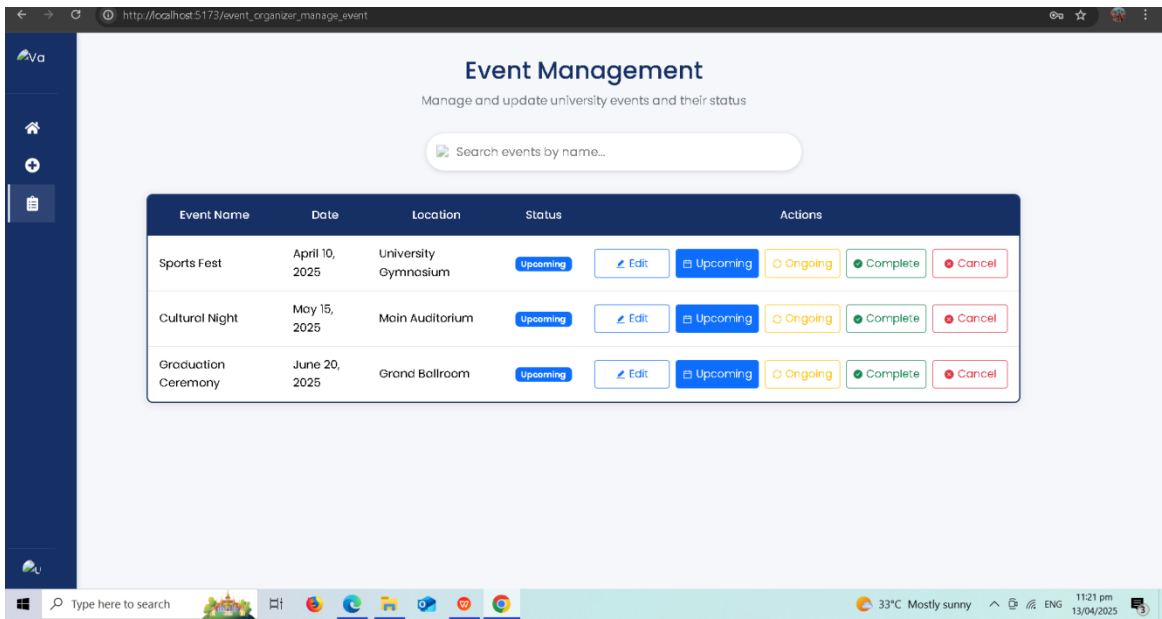 http://localhost:5173/event_organizer_manage_event
Va
Event Management
Manage and update university events and their status
Search events by name...
Event Name Date Location Status Actions
Sports Fest April 10, 2025 University Gymnasium Upcoming Edit Upcoming Ongoing Complete Cancel
Cultural Night May 15, 2025 Main Auditorium Upcoming Edit Upcoming Ongoing Complete Cancel
Graduation Ceremony June 20, 2025 Grand Ballroom Upcoming Edit Upcoming Ongoing Complete Cancel
Type here to search
33°C Mostly sunny
ENG
11:21 pm
13/04/2025
3